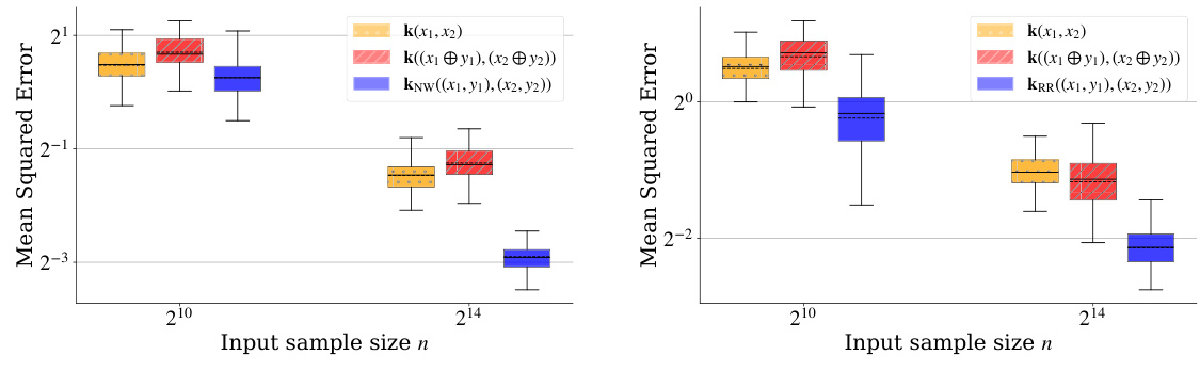 Mean Squared Error
2^1
2^−1
2^−3
k(x₁, x₂)
k((x₁ ⊕ y₁), (x₂ ⊕ y₂))
k_NW((x₁, y₁), (x₂, y₂))
2^10
2^14
Input sample size n
Mean Squared Error
2^0
2^−2
k(x₁, x₂)
k((x₁ ⊕ y₁), (x₂ ⊕ y₂))
k_RR((x₁, y₁), (x₂, y₂))
2^10
2^14
Input sample size n